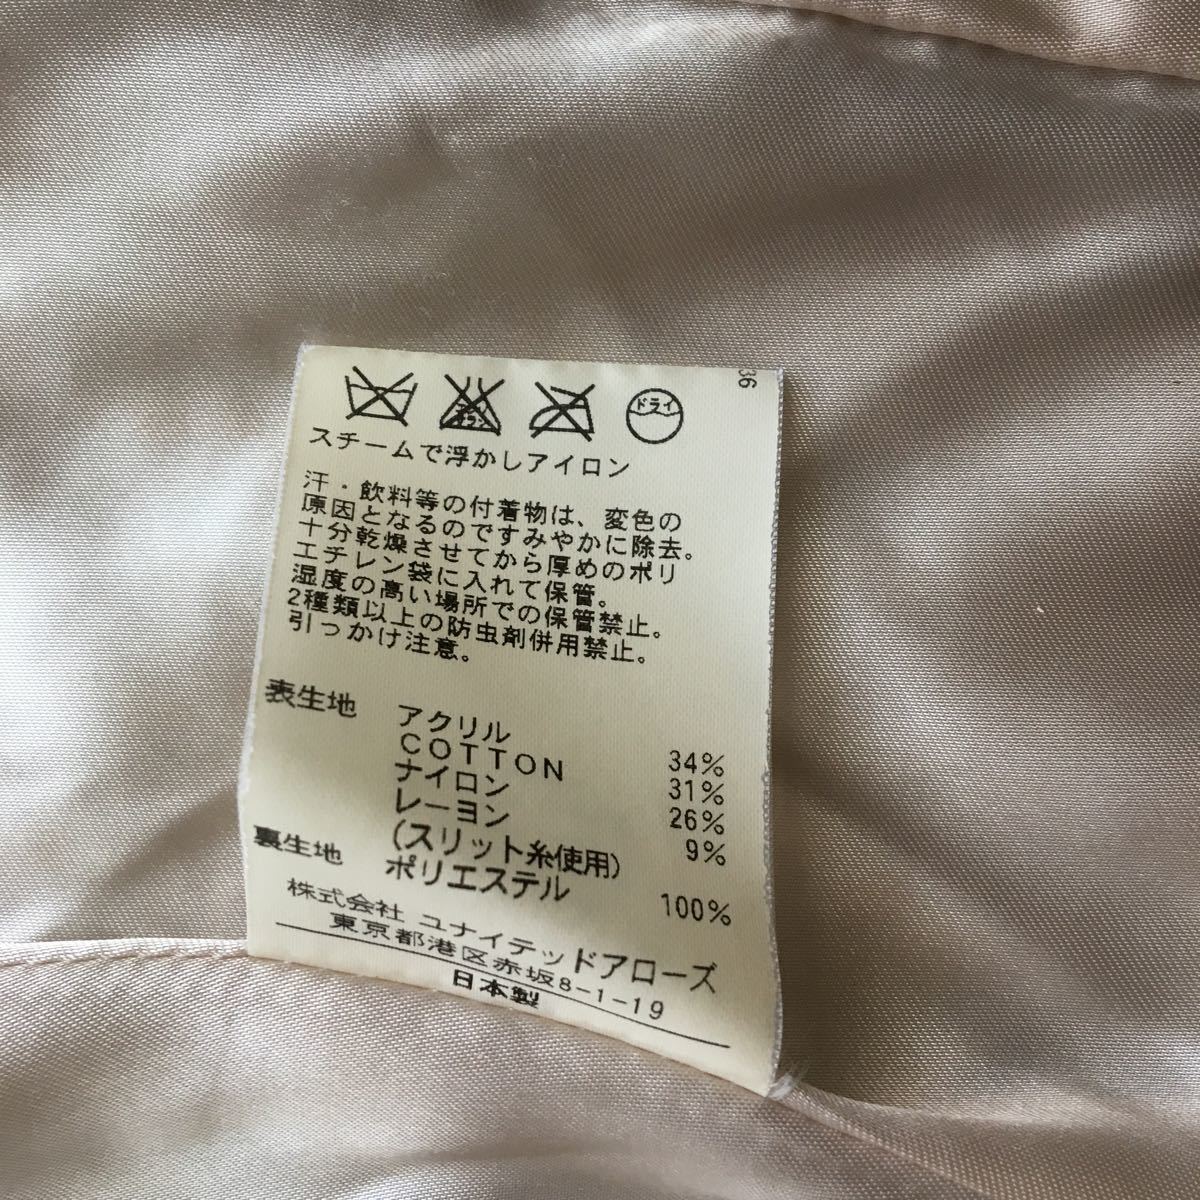 36
エンソ
サラシ
ドライ
スチームで浮かしアイロン
汗・飲料等の付着物は、変色の
原因となるのですみやかに除去。
十分乾燥させてから厚めのポリ
エチレン袋に入れて保管。
湿度の高い場所での保管禁止。
2種類以上の防虫剤併用禁止。
引っかけ注意。
表生地 アクリル 34%
COTTON 31%
ナイロン 26%
レーヨン 9%
(スリット糸使用)
裏生地 ポリエステル 100%
株式会社 ユナイテッドアローズ
東京都港区赤坂8-1-19
日本製